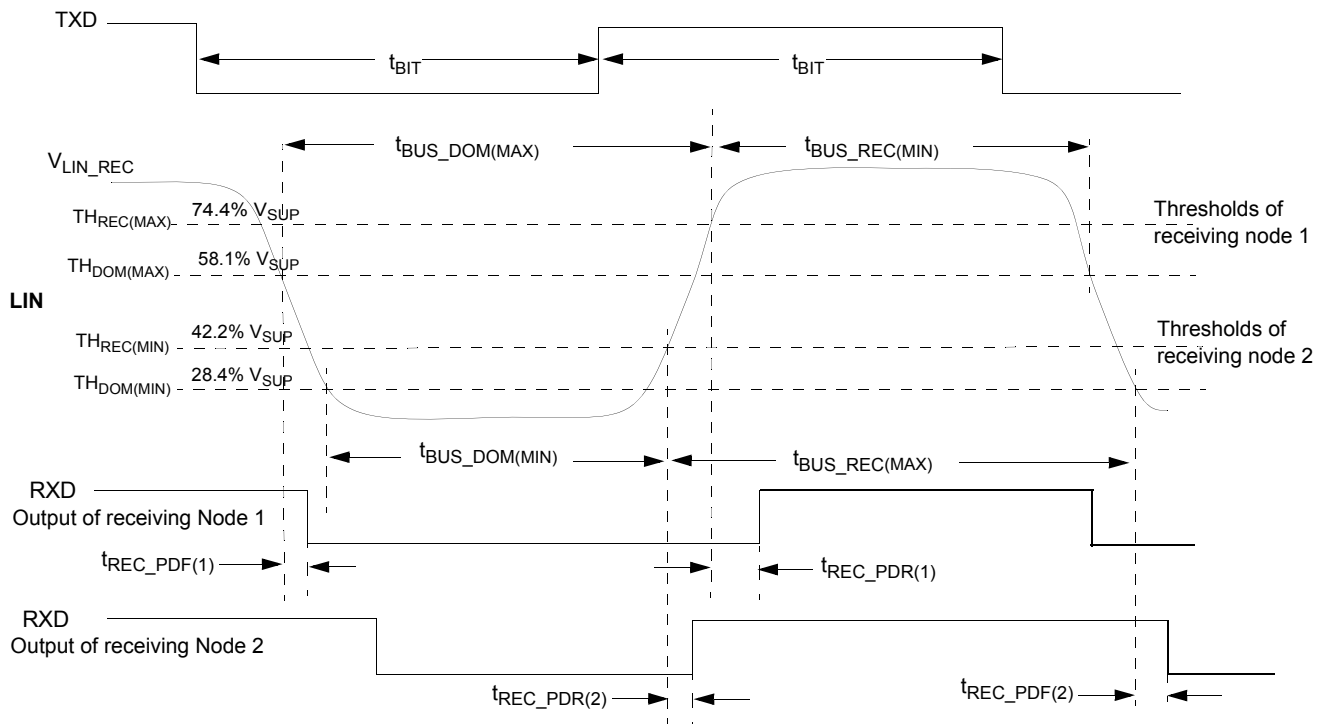 TXD
tBIT
tBIT
tBUS_DOM(MAX)
tBUS_REC(MIN)
VLIN_REC
THREC(MAX)
74.4% VSUP
Thresholds of
receiving node 1
THDOM(MAX)
58.1% VSUP
LIN
THREC(MIN)
42.2% VSUP
Thresholds of
receiving node 2
THDOM(MIN)
28.4% VSUP
tBUS_DOM(MIN)
tBUS_REC(MAX)
RXD
Output of receiving Node 1
tREC_PDF(1)
tREC_PDR(1)
RXD
Output of receiving Node 2
tREC_PDR(2)
tREC_PDF(2)